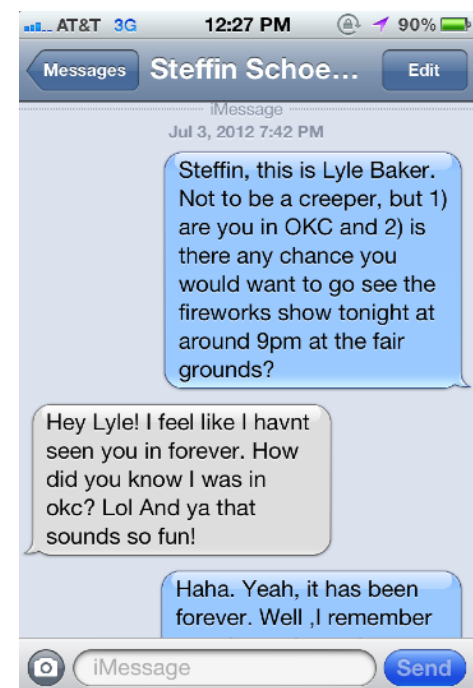 AT&T 3G 12:27 PM 90%
Messages Steffin Schoe... Edit
iMessage
Jul 3, 2012 7:42 PM
Steffin, this is Lyle Baker.
Not to be a creeper, but 1)
are you in OKC and 2) is
there any chance you
would want to go see the
fireworks show tonight at
around 9pm at the fair
grounds?
Hey Lyle! I feel like I havnt
seen you in forever. How
did you know I was in
okc? Lol And ya that
sounds so fun!
Haha. Yeah, it has been
forever. Well ,I remember
iMessage Send